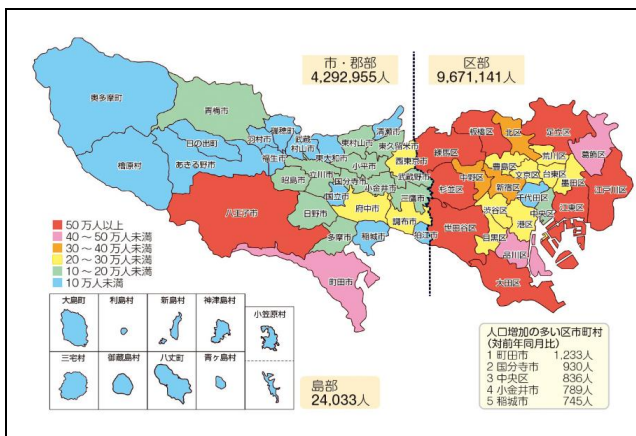 市・郡部
4,292,955人
区部
9,671,141人
奥多摩町
青梅市
日の出町
檜原村
あきる野市
羽村市
瑞穂町
福生市
武蔵
村山市
東大和市
東村山市
清瀬市
東久留米市
西東京市
昭島市
立川市
国分寺市
小平市
小金井市
武蔵野市
三鷹市
国立市
府中市
調布市
狛江市
八王子市
日野市
多摩市
稲城市
町田市
練馬区
板橋区
北区
足立区
葛飾区
荒川区
豊島区
文京区
台東区
墨田区
江戸川区
中野区
杉並区
新宿区
千代田区
中央区
江東区
渋谷区
港区
世田谷区
目黒区
品川区
大田区
50万人以上
40〜50万人未満
30〜40万人未満
20〜30万人未満
10〜20万人未満
10万人未満
大島町
利島村
新島村
神津島村
小笠原村
三宅村
御蔵島村
八丈町
青ヶ島村
島部
24,033人
人口増加の多い区市町村
(対前年同月比)
1 町田市 1,233人
2 国分寺市 930人
3 中央区 836人
4 小金井市 789人
5 稲城市 745人